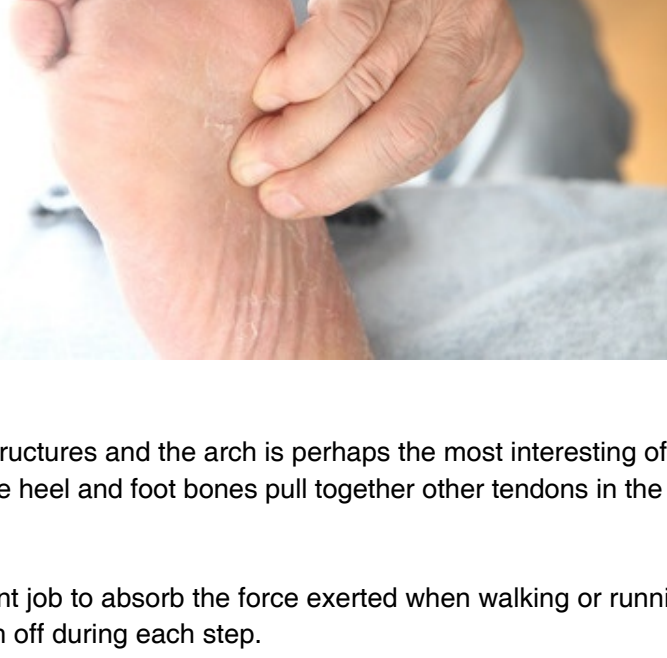 ructures and the arch is perhaps the most interesting of
heel and foot bones pull together other tendons in the
job to absorb the force exerted when walking or runni
off during each step.